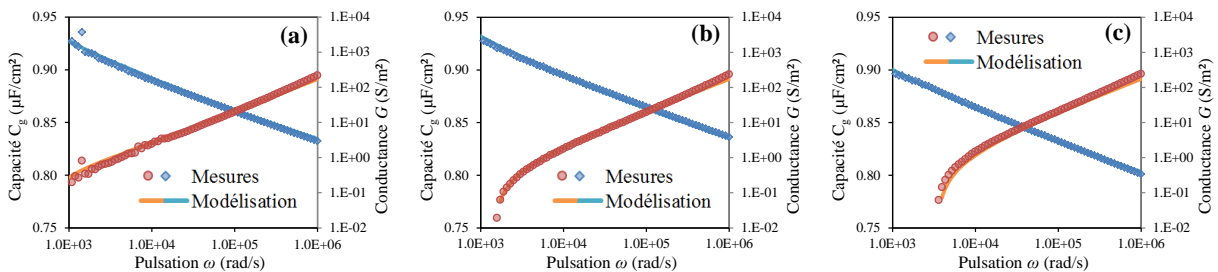 (a)
0.95
0.90
0.85
0.80
0.75
Capacité Cg (µF/cm²)
1.E+04
1.E+03
1.E+02
1.E+01
1.E+00
1.E-01
1.E-02
Conductance G (S/m²)
Mesures
Modélisation
1.0E+03
1.0E+04
1.0E+05
1.0E+06
Pulsation ω (rad/s)
(b)
0.95
0.90
0.85
0.80
0.75
Capacité Cg (µF/cm²)
1.E+04
1.E+03
1.E+02
1.E+01
1.E+00
1.E-01
1.E-02
Conductance G (S/m²)
Mesures
Modélisation
1.0E+03
1.0E+04
1.0E+05
1.0E+06
Pulsation ω (rad/s)
(c)
0.95
0.90
0.85
0.80
0.75
Capacité Cg (µF/cm²)
1.E+04
1.E+03
1.E+02
1.E+01
1.E+00
1.E-01
1.E-02
Conductance G (S/m²)
Mesures
Modélisation
1.0E+03
1.0E+04
1.0E+05
1.0E+06
Pulsation ω (rad/s)